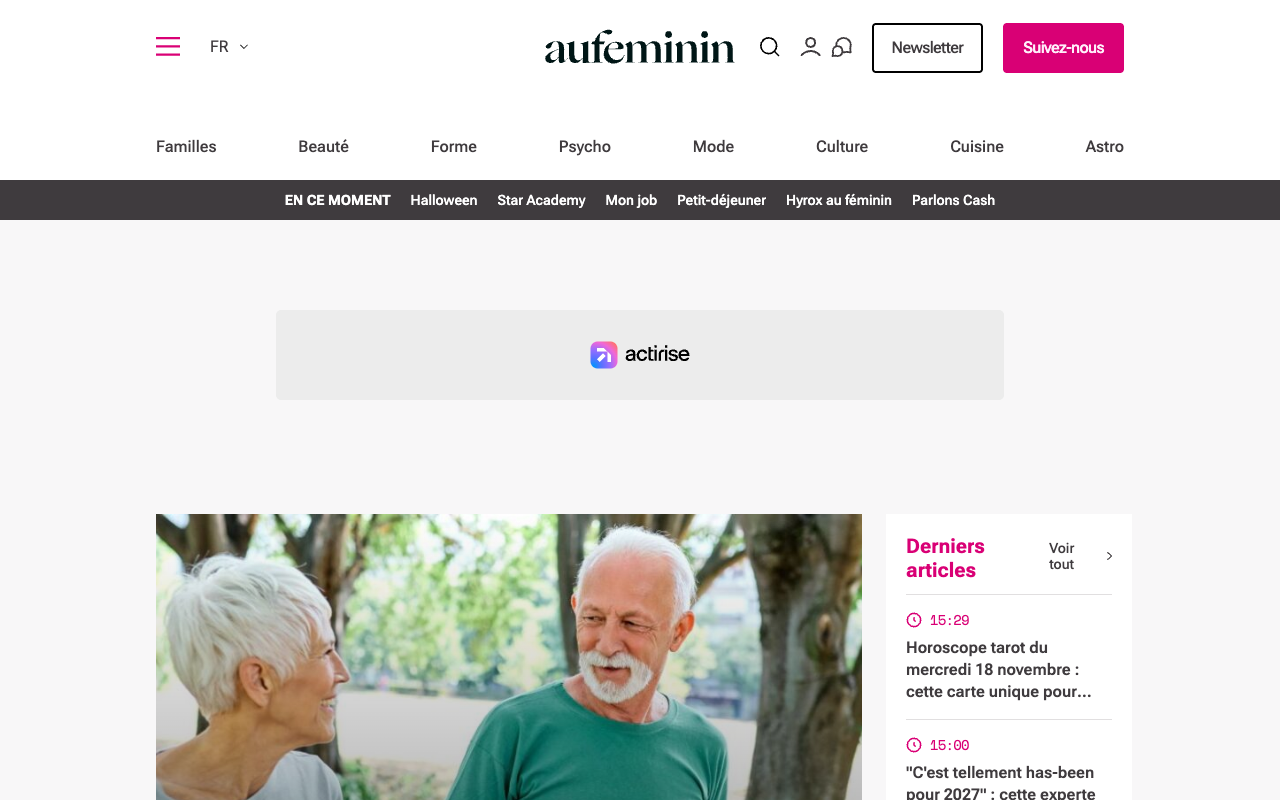 FR
aufeminin
Newsletter
Suivez-nous
Familles
Beauté
Forme
Psycho
Mode
Culture
Cuisine
Astro
EN CE MOMENT
Halloween
Star Academy
Mon job
Petit-déjeuner
Hyrox au féminin
Parlons Cash
actirise
Derniers
articles
Voir
tout
15:29
Horoscope tarot du
mercredi 18 novembre :
cette carte unique pour...
15:00
"C'est tellement has-been
pour 2027" : cette experte